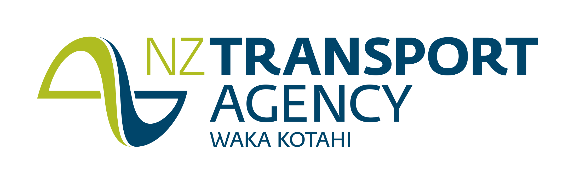 NZ TRANSPORT
AGENCY
WAKA KOTAHI